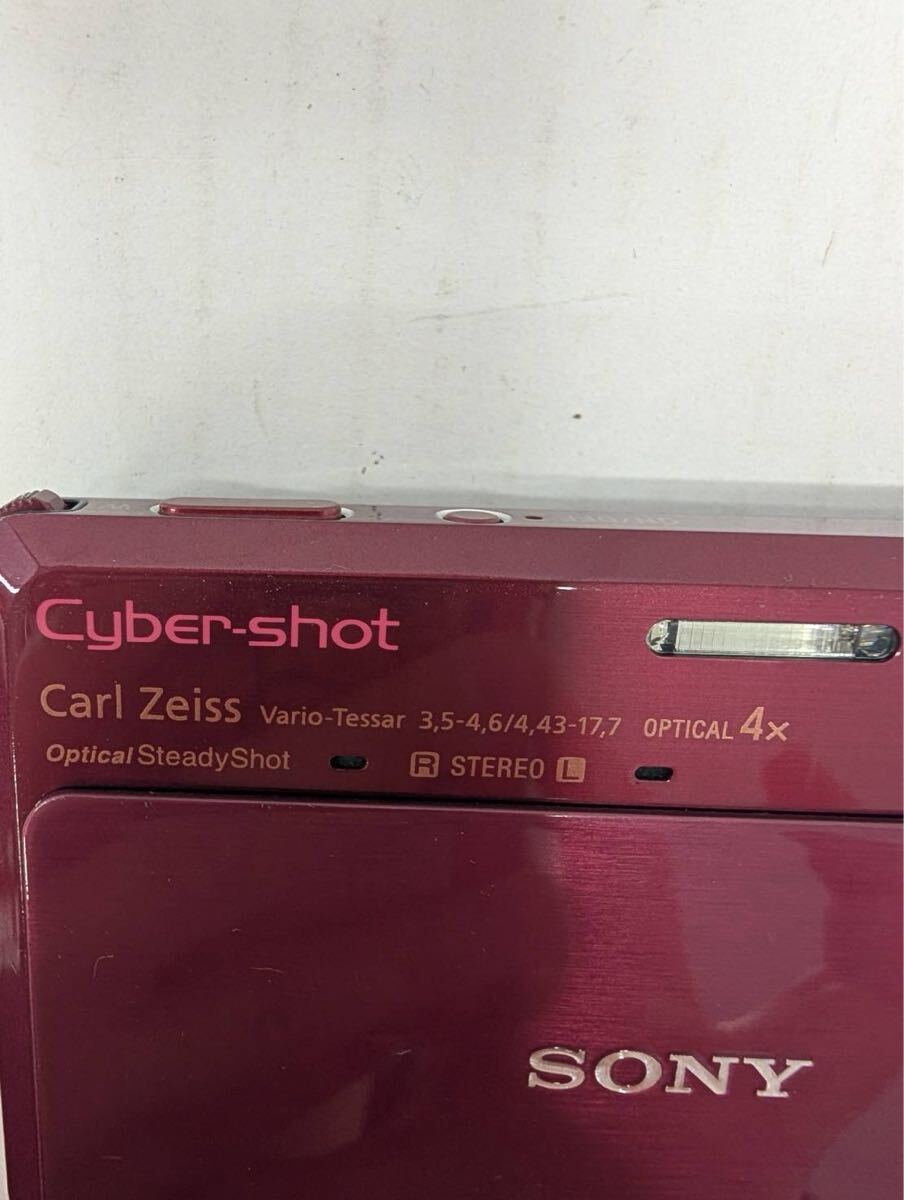 Cyber-shot
Carl Zeiss Vario-Tessar 3,5-4,6/4,43-17,7 OPTICAL 4x
Optical SteadyShot R STEREO L
SONY